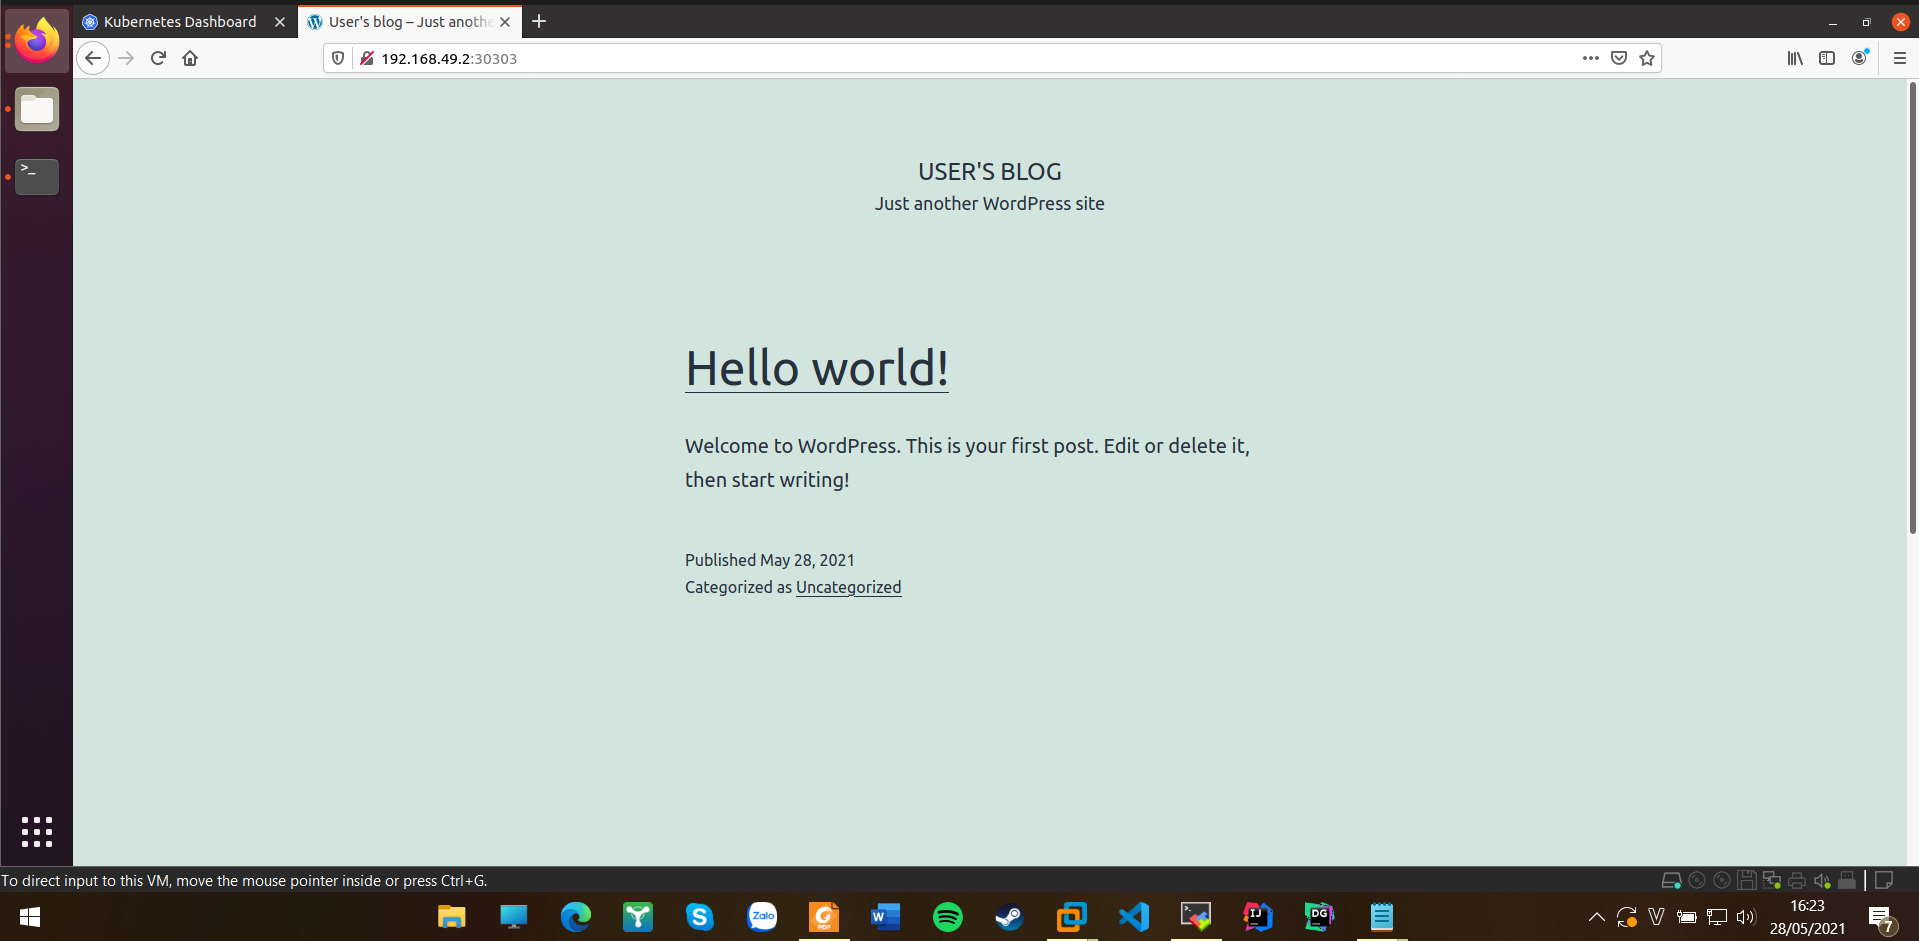 Kubernetes Dashboard
User's blog – Just anothe
192.168.49.2:30303
USER'S BLOG
Just another WordPress site
Hello world!
Welcome to WordPress. This is your first post. Edit or delete it,
then start writing!
Published May 28, 2021
Categorized as Uncategorized
To direct input to this VM, move the mouse pointer inside or press Ctrl+G.
Zalo
PDF
W
IJ
DG
V
16:23
28/05/2021
7